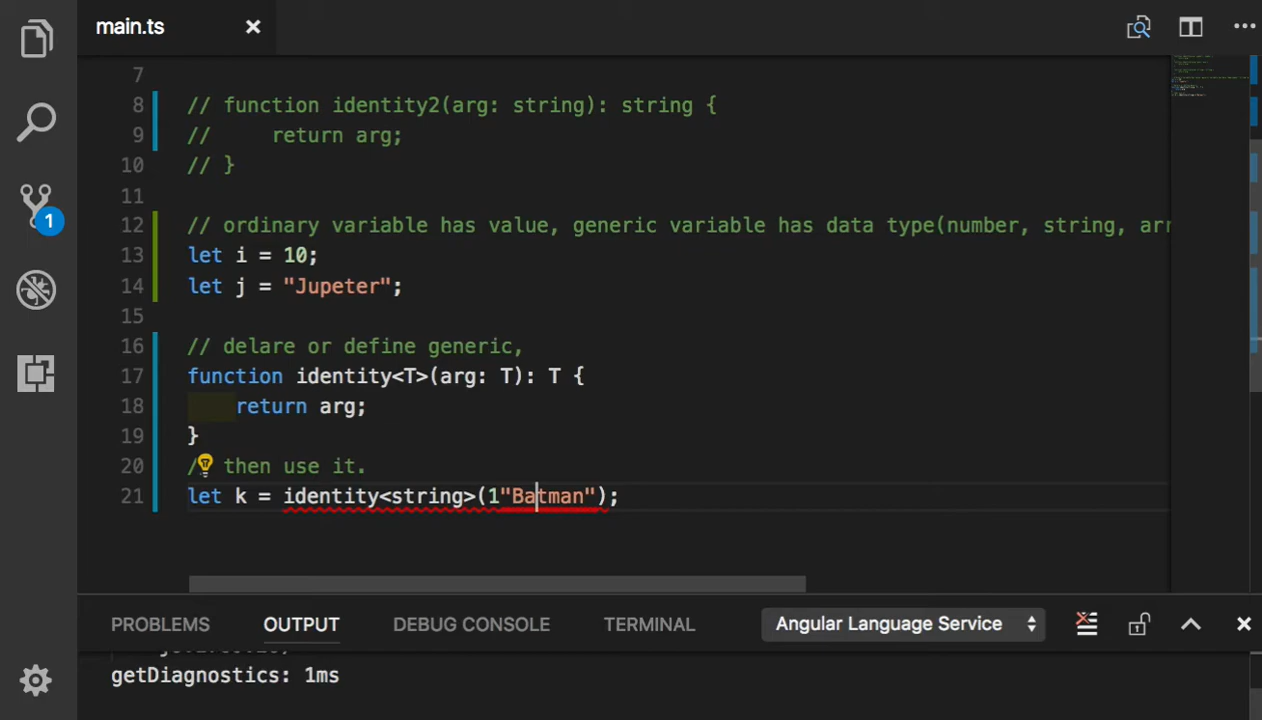 main.ts
7
8 // function identity2(arg: string): string {
9 //     return arg;
10 // }
11
12 // ordinary variable has value, generic variable has data type(number, string, arr
13 let i = 10;
14 let j = "Jupeter";
15
16 // delare or define generic,
17 function identity<T>(arg: T): T {
18     return arg;
19 }
20 / then use it.
21 let k = identity<string>(1"Batman");
1
PROBLEMS OUTPUT DEBUG CONSOLE TERMINAL Angular Language Service
getDiagnostics: 1ms